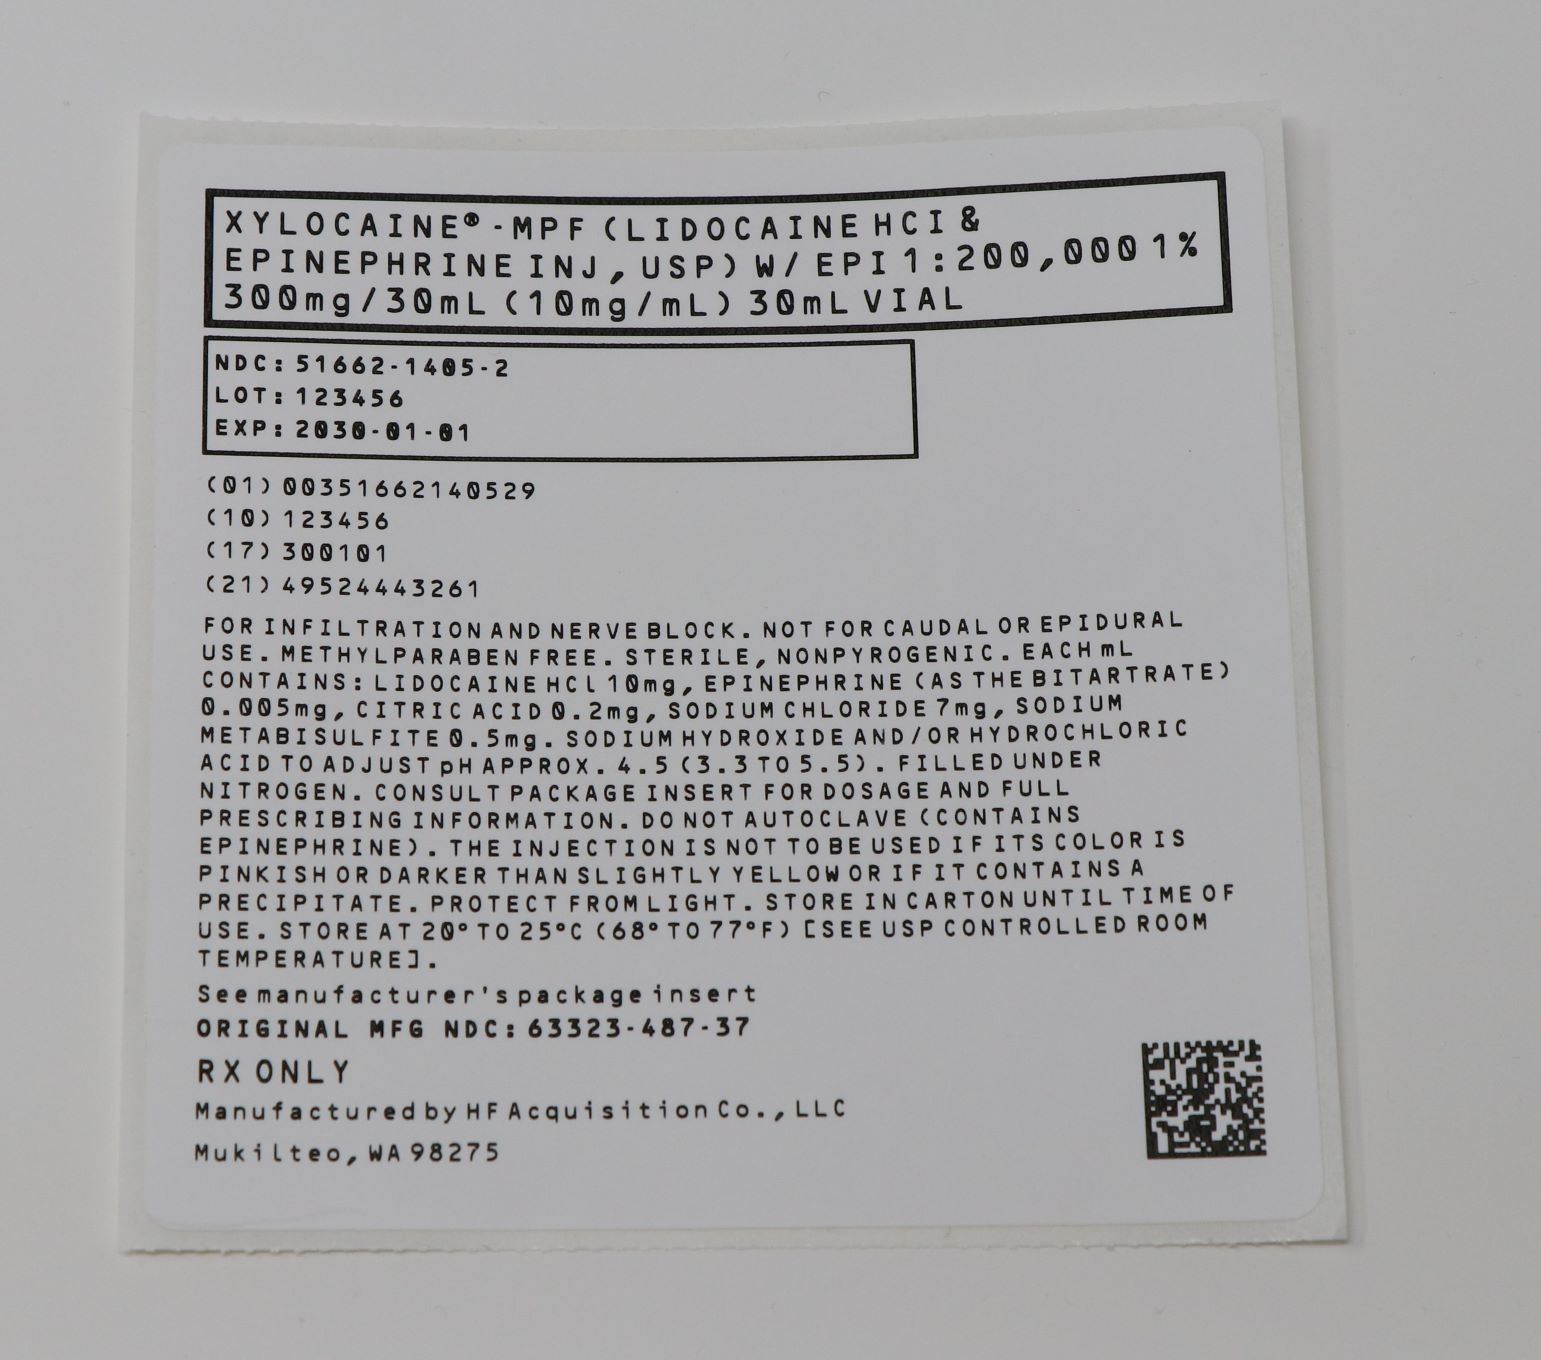 XYLOCAINE®-MPF (LIDOCAINE HCI &
EPINEPHRINE INJ, USP) W/ EPI 1:200,000 1%
300mg/30mL (10mg/mL) 30mL VIAL
NDC: 51662-1405-2
LOT: 123456
EXP: 2030-01-01
(01) 00351662140529
(10) 123456
(17) 300101
(21) 49524443261
FOR INFILTRATION AND NERVE BLOCK. NOT FOR CAUDAL OR EPIDURAL
USE. METHYLPARABEN FREE. STERILE, NONPYROGENIC. EACH mL
CONTAINS: LIDOCAINE HCl 10mg, EPINEPHRINE (AS THE BITARTRATE)
0.005mg, CITRIC ACID 0.2mg, SODIUM CHLORIDE 7mg, SODIUM
METABISULFITE 0.5mg. SODIUM HYDROXIDE AND/OR HYDROCHLORIC
ACID TO ADJUST pH APPROX. 4.5 (3.3 TO 5.5). FILLED UNDER
NITROGEN. CONSULT PACKAGE INSERT FOR DOSAGE AND FULL
PRESCRIBING INFORMATION. DO NOT AUTOCLAVE (CONTAINS
EPINEPHRINE). THE INJECTION IS NOT TO BE USED IF ITS COLOR IS
PINKISH OR DARKER THAN SLIGHTLY YELLOW OR IF IT CONTAINS A
PRECIPITATE. PROTECT FROM LIGHT. STORE IN CARTON UNTIL TIME OF
USE. STORE AT 20° TO 25°C (68° TO 77°F) [SEE USP CONTROLLED ROOM
TEMPERATURE].
See manufacturer's package insert
ORIGINAL MFG NDC: 63323-487-37
RX ONLY
Manufactured by HF Acquisition Co., LLC
Mukilteo, WA 98275